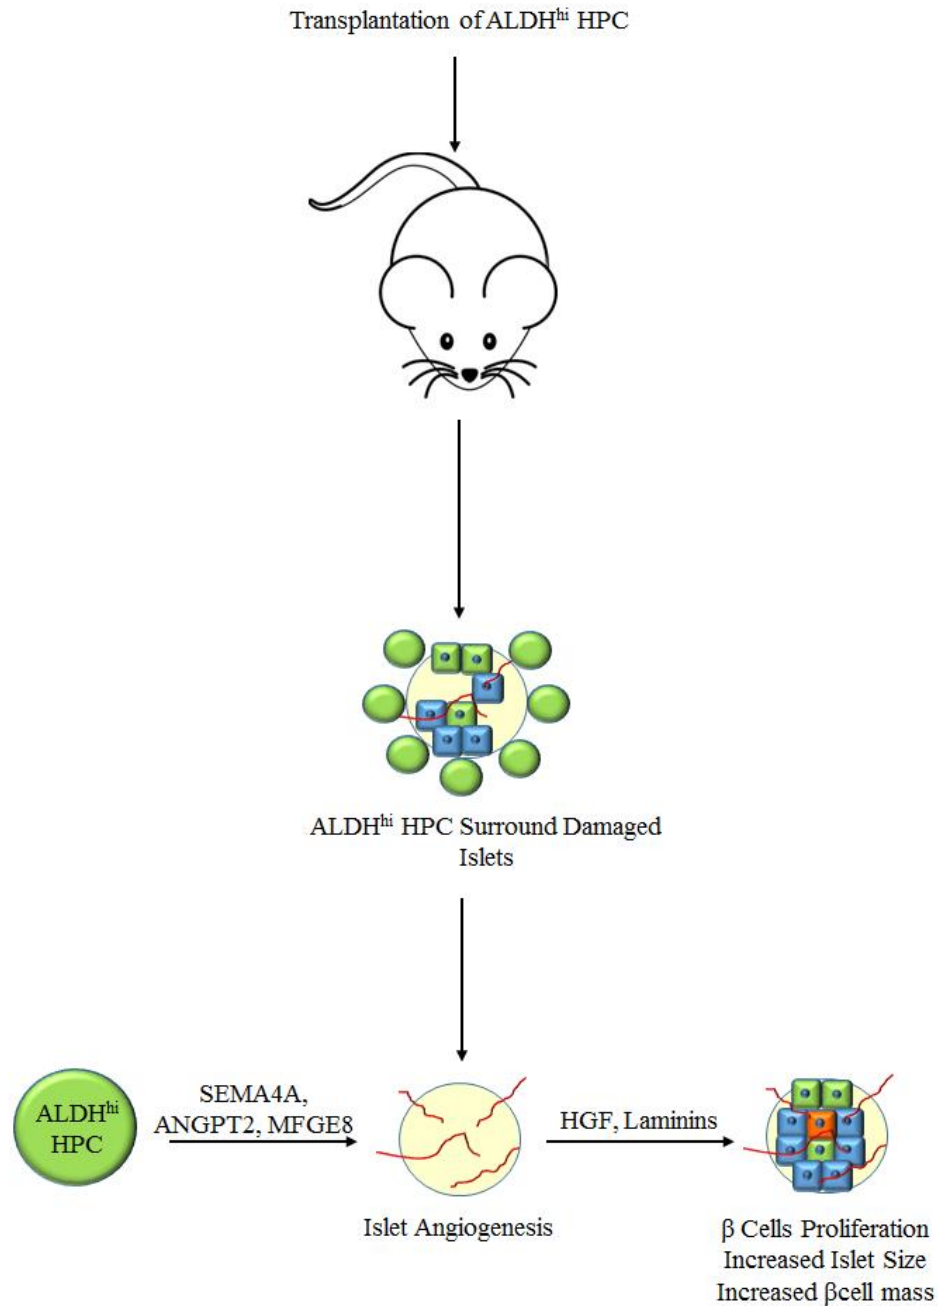 Transplantation of ALDHʰⁱ HPC
ALDHʰⁱ HPC Surround Damaged
Islets
ALDHʰⁱ
HPC
SEMA4A,
ANGPT2, MFGE8
HGF, Laminins
Islet Angiogenesis
β Cells Proliferation
Increased Islet Size
Increased βcell mass